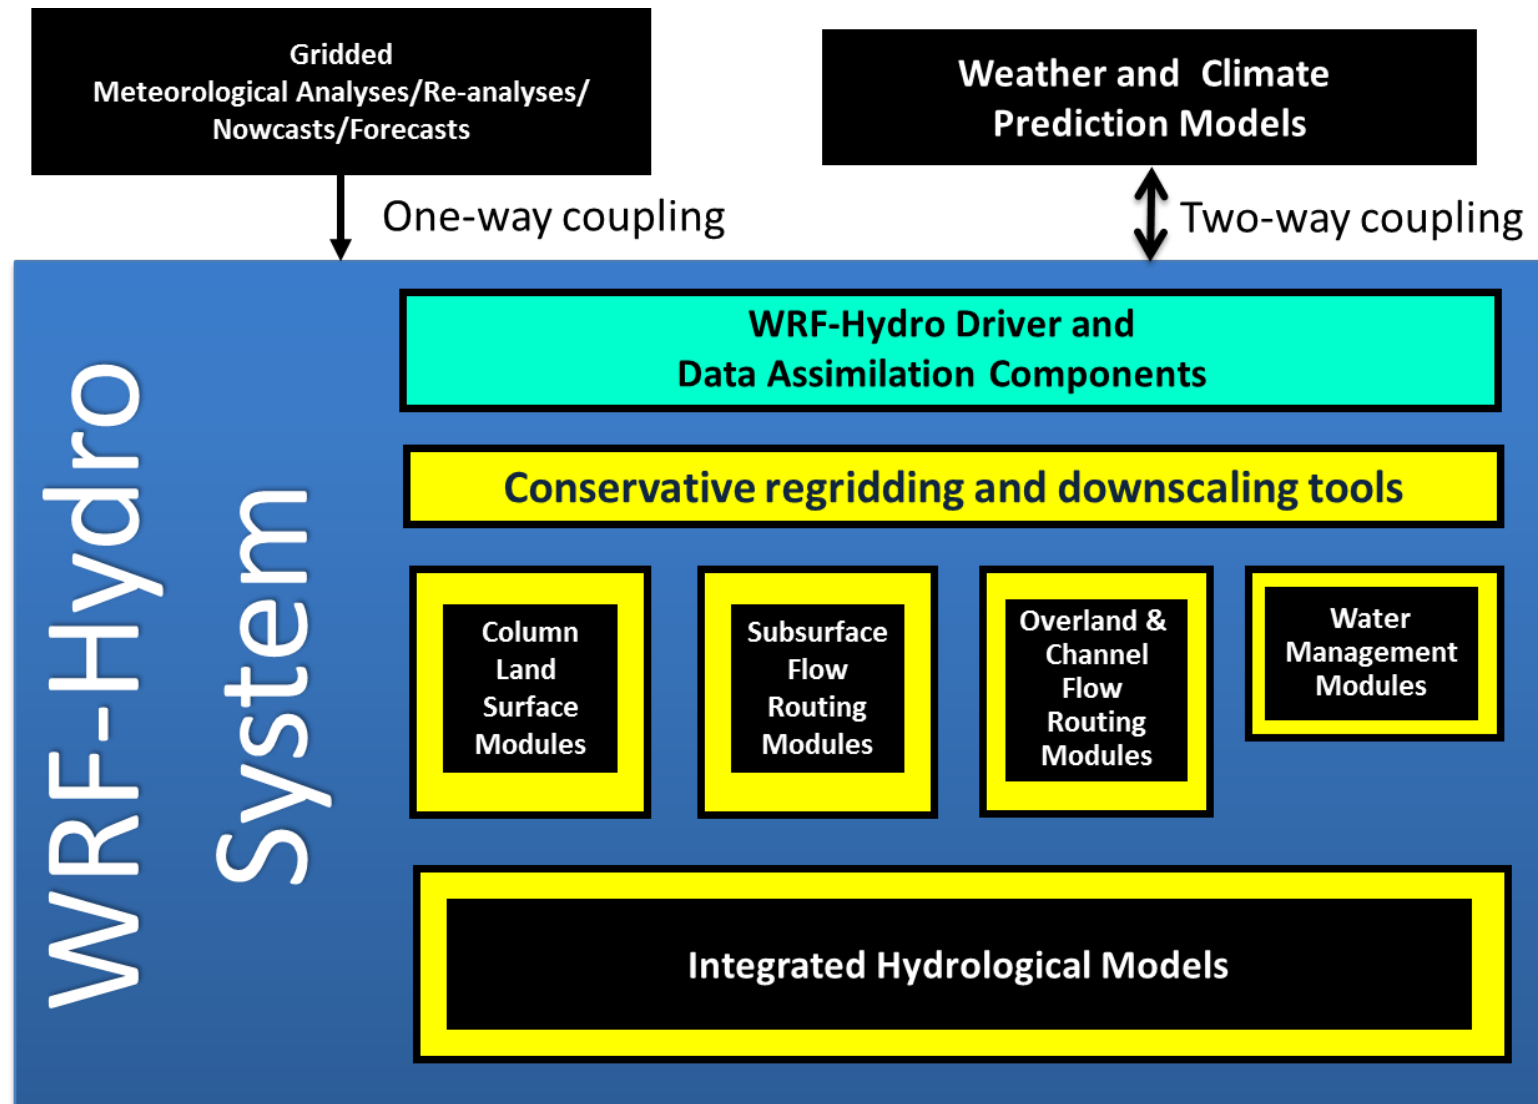 Gridded
Meteorological Analyses/Re-analyses/
Nowcasts/Forecasts
Weather and Climate
Prediction Models
One-way coupling
Two-way coupling
WRF-Hydro
System
WRF-Hydro Driver and
Data Assimilation Components
Conservative regridding and downscaling tools
Column
Land
Surface
Modules
Subsurface
Flow
Routing
Modules
Overland &
Channel
Flow
Routing
Modules
Water
Management
Modules
Integrated Hydrological Models